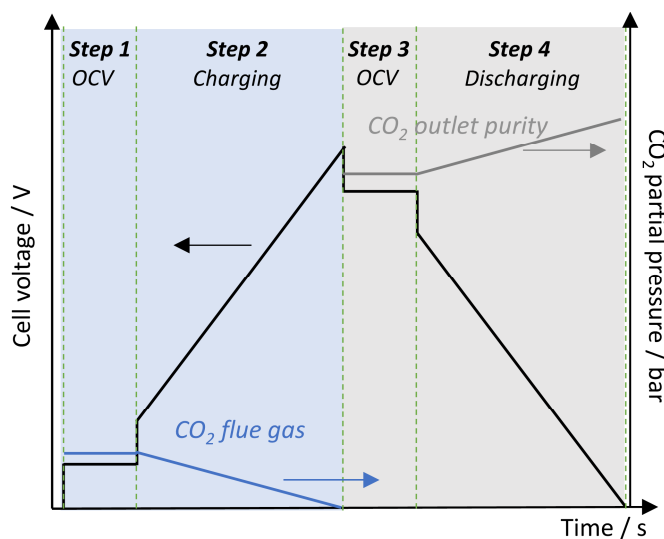 Step 1
OCV
Step 2
Charging
Step 3
OCV
Step 4
Discharging
CO₂ outlet purity
Cell voltage / V
CO₂ partial pressure / bar
CO₂ flue gas
Time / s